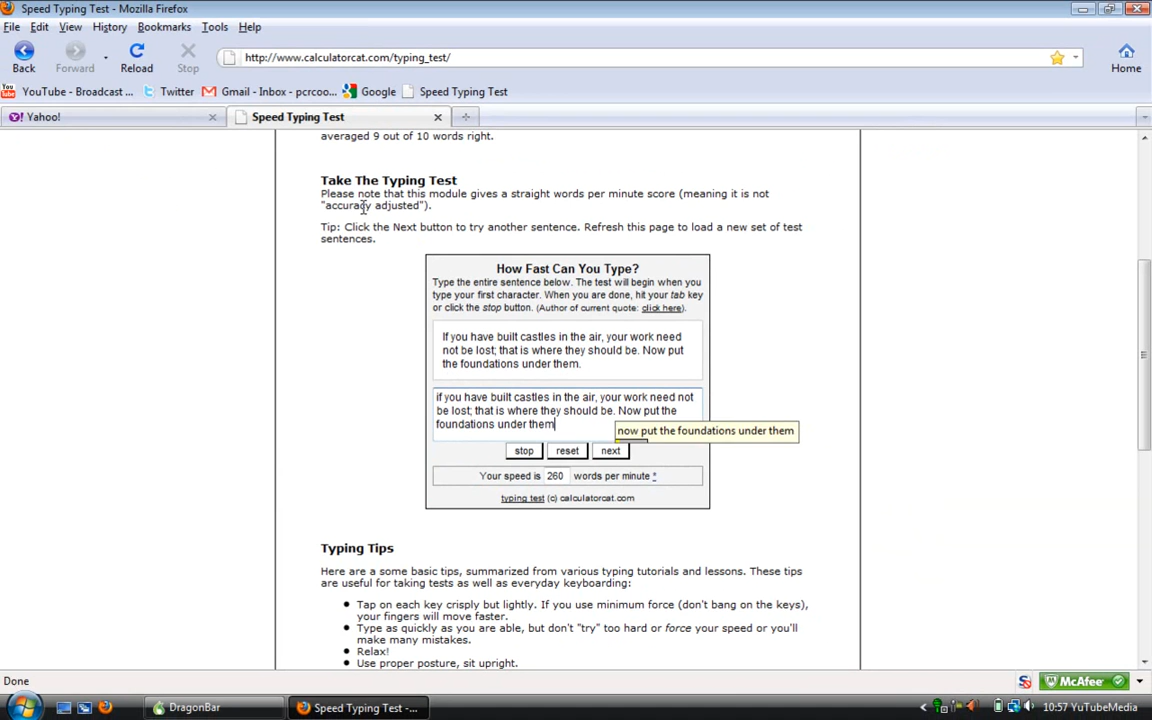 Speed Typing Test - Mozilla Firefox
File Edit View History Bookmarks Tools Help
Back Forward Reload Stop http://www.calculatorcat.com/typing_test/ Home
YouTube - Broadcast ... Twitter Gmail - Inbox - pcrcoo... Google Speed Typing Test
Yahoo! Speed Typing Test
averaged 9 out of 10 words right.
Take The Typing Test
Please note that this module gives a straight words per minute score (meaning it is not
"accuracy adjusted").
Tip: Click the Next button to try another sentence. Refresh this page to load a new set of test
sentences.
How Fast Can You Type?
Type the entire sentence below. The test will begin when you
type your first character. When you are done, hit your tab key
or click the stop button. (Author of current quote: click here).
If you have built castles in the air, your work need
not be lost; that is where they should be. Now put
the foundations under them.
if you have built castles in the air, your work need not
be lost; that is where they should be. Now put the
foundations under them
now put the foundations under them
stop reset next
Your speed is 260 words per minute *
typing test (c) calculatorcat.com
Typing Tips
Here are a some basic tips, summarized from various typing tutorials and lessons. These tips
are useful for taking tests as well as everyday keyboarding:
Tap on each key crisply but lightly. If you use minimum force (don't bang on the keys),
your fingers will move faster.
Type as quickly as you are able, but don't "try" too hard or force your speed or you'll
make many mistakes.
Relax!
Use proper posture, sit upright.
Done McAfee
DragonBar Speed Typing Test -... 10:57 YuTubeMedia